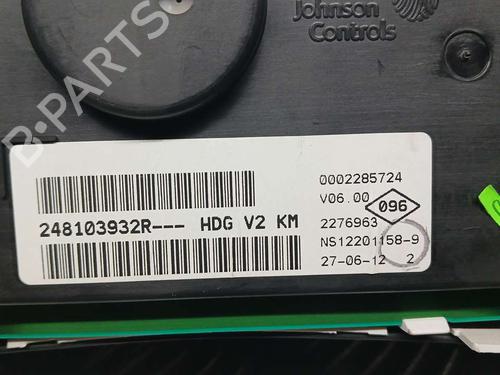 Johnson
Controls
B-PARTS
0002285724
V06.00
096
248103932R--- HDG V2 KM
2276963
NS12201158-9
27-06-12 2